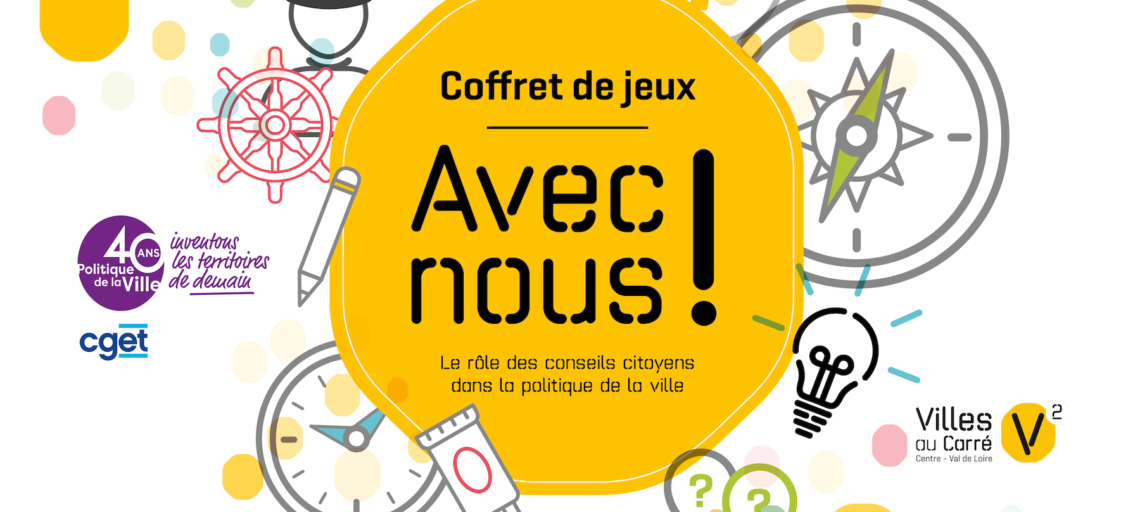 Coffret de jeux
Avec
nous!
Le rôle des conseils citoyens
dans la politique de la ville
40 ANS
Politique
de la Ville
inventons
les territoires
de demain
cget
Villes
au Carré
Centre - Val de Loire
V2
? ?